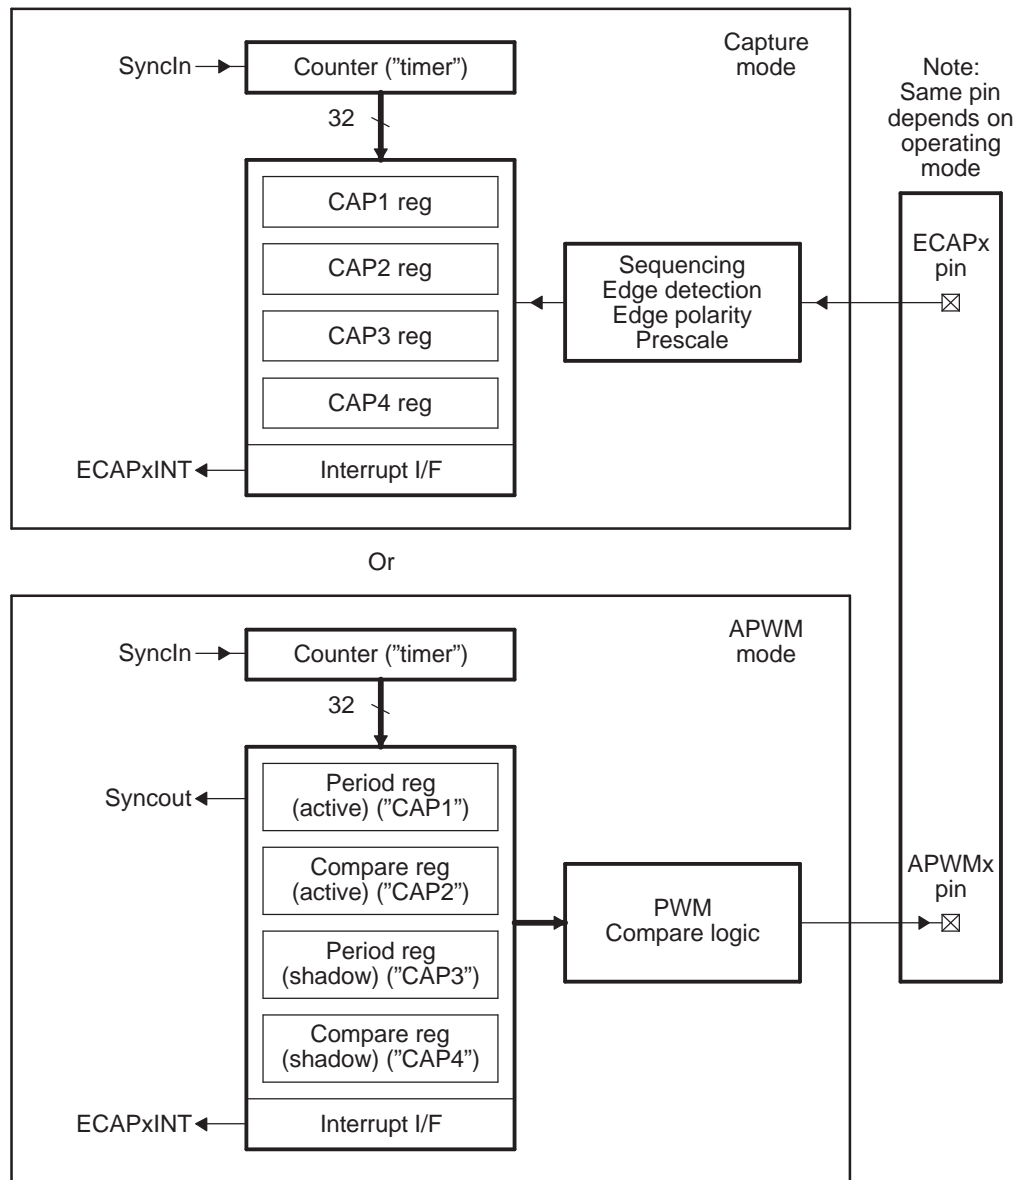 Capture
mode
SyncIn
Counter (”timer”)
32
CAP1 reg
CAP2 reg
CAP3 reg
CAP4 reg
Interrupt I/F
ECAPxINT
Sequencing
Edge detection
Edge polarity
Prescale
Note:
Same pin
depends on
operating
mode
ECAPx
pin
Or
APWM
mode
SyncIn
Counter (”timer”)
32
Syncout
Period reg
(active) (”CAP1”)
Compare reg
(active) (”CAP2”)
Period reg
(shadow) (”CAP3”)
Compare reg
(shadow) (”CAP4”)
Interrupt I/F
ECAPxINT
PWM
Compare logic
APWMx
pin